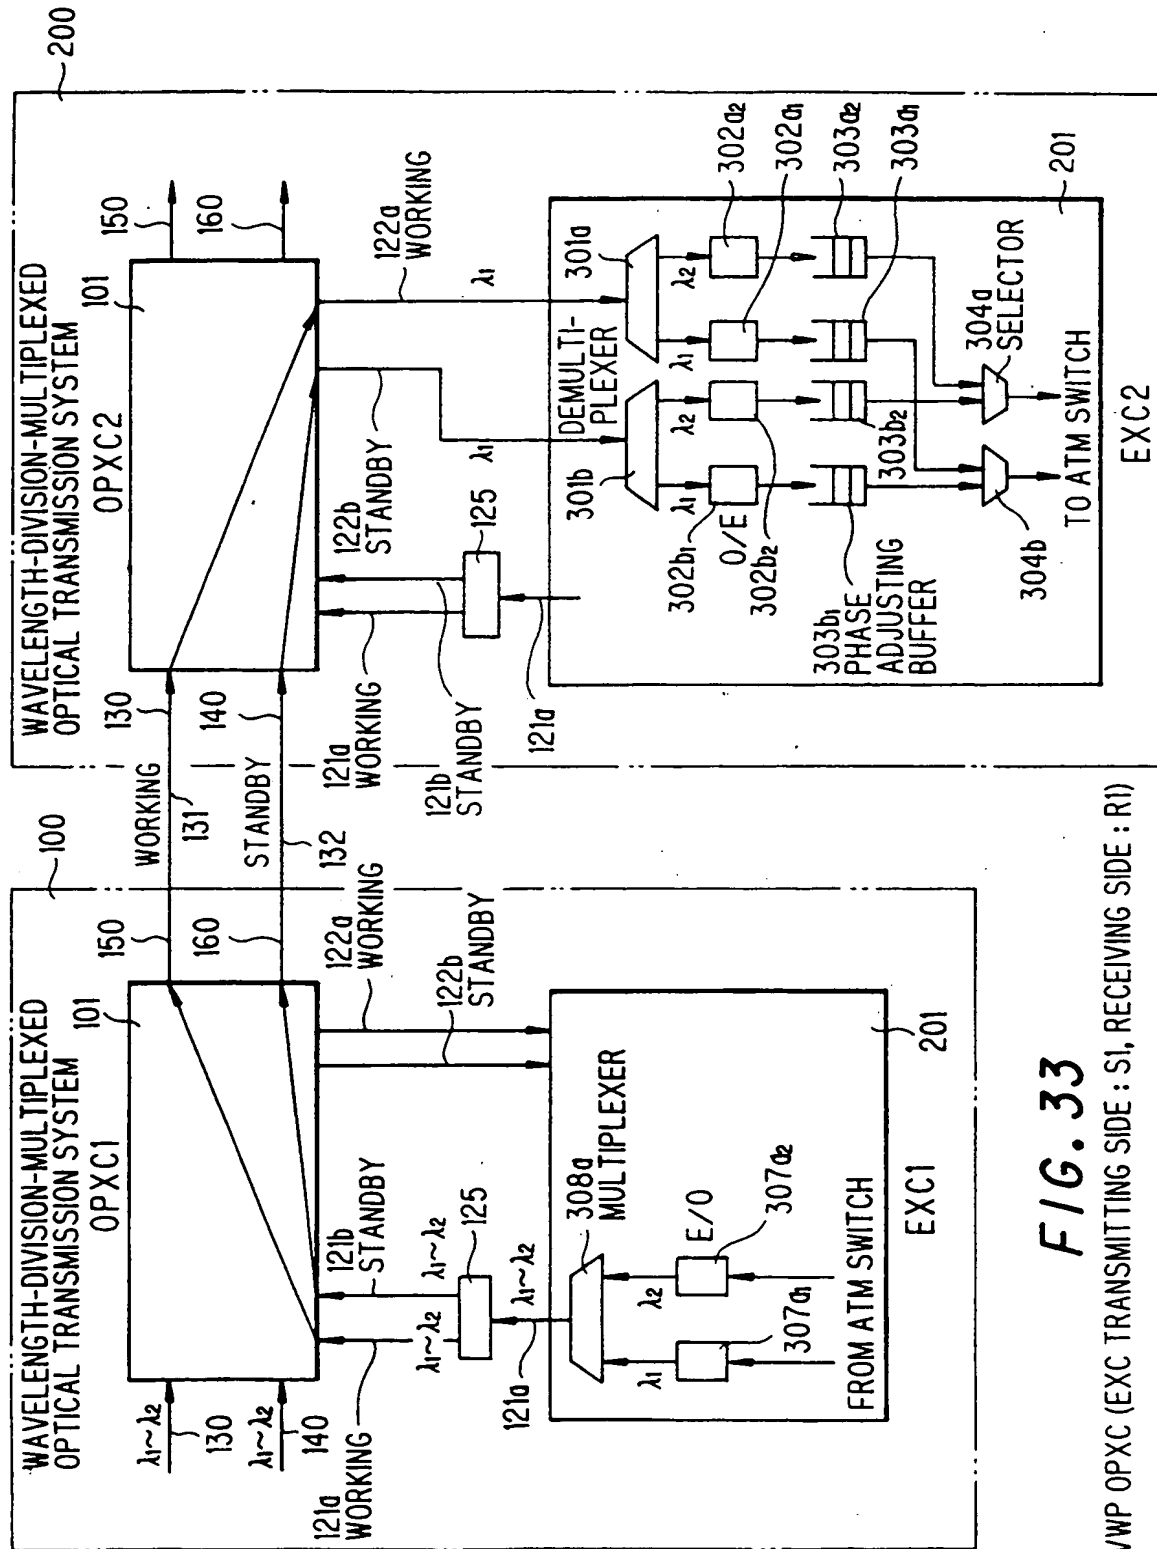 100
WAVELENGTH-DIVISION-MULTIPLEXED
OPTICAL TRANSMISSION SYSTEM
OPXC1
101
λ1~λ2
130
λ1~λ2
140
150
160
WORKING
131
STANDBY
132
121a
WORKING
121b
STANDBY
λ1~λ2
λ1~λ2
125
122a
WORKING
122b
STANDBY
121a
λ1~λ2
308a
MULTIPLEXER
λ1
λ2
E/O
307a1
307a2
FROM ATM SWITCH
201
EXC1
200
WAVELENGTH-DIVISION-MULTIPLEXED
OPTICAL TRANSMISSION SYSTEM
OPXC2
101
130
140
150
160
121a
WORKING
121b
STANDBY
125
121a
122b
STANDBY
122a
WORKING
λ1
λ1
DEMULTI-
PLEXER
301b
301a
λ1
λ2
λ1
λ2
302b1
O/E
302b2
302a2
302a1
303b1
PHASE
ADJUSTING
BUFFER
303b2
303a2
303a1
304b
304a
SELECTOR
TO ATM SWITCH
201
EXC2
FIG. 33
VWP OPXC (EXC TRANSMITTING SIDE : S1, RECEIVING SIDE : R1)